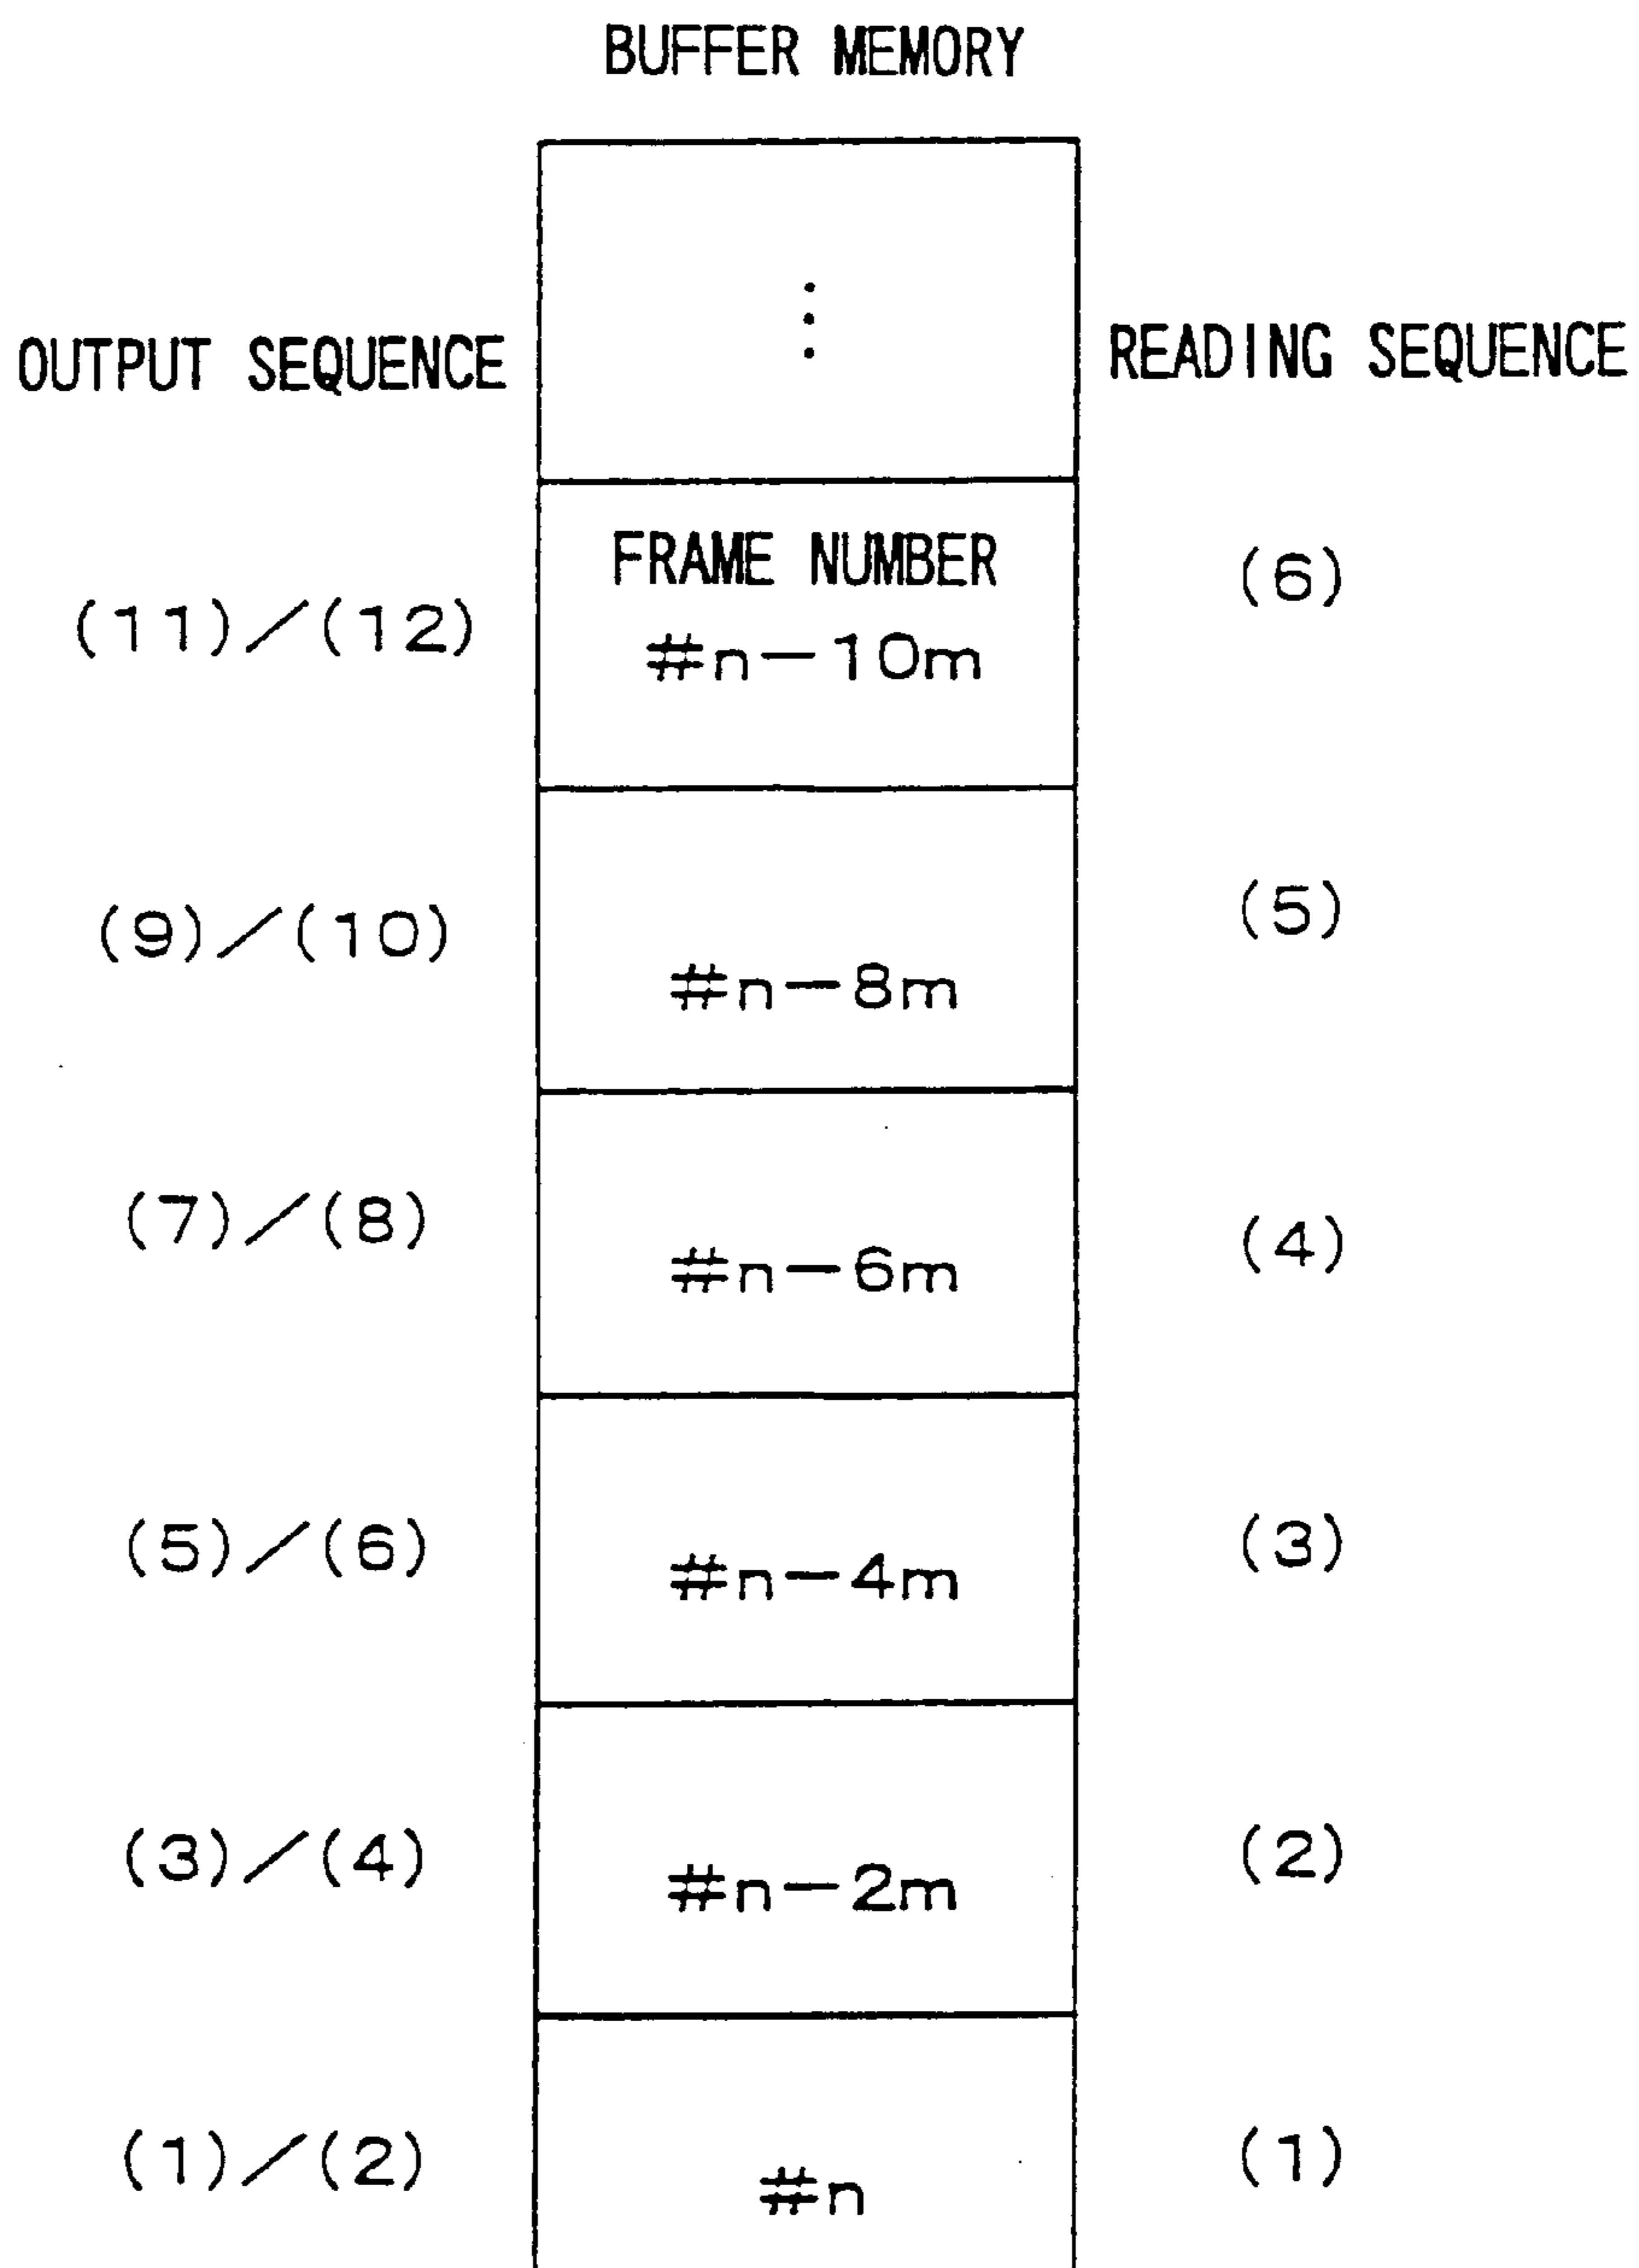 BUFFER MEMORY
OUTPUT SEQUENCE
READING SEQUENCE
FRAME NUMBER
(11)/(12) #n-10m (6)
(9)/(10) #n-8m (5)
(7)/(8) #n-6m (4)
(5)/(6) #n-4m (3)
(3)/(4) #n-2m (2)
(1)/(2) #n (1)